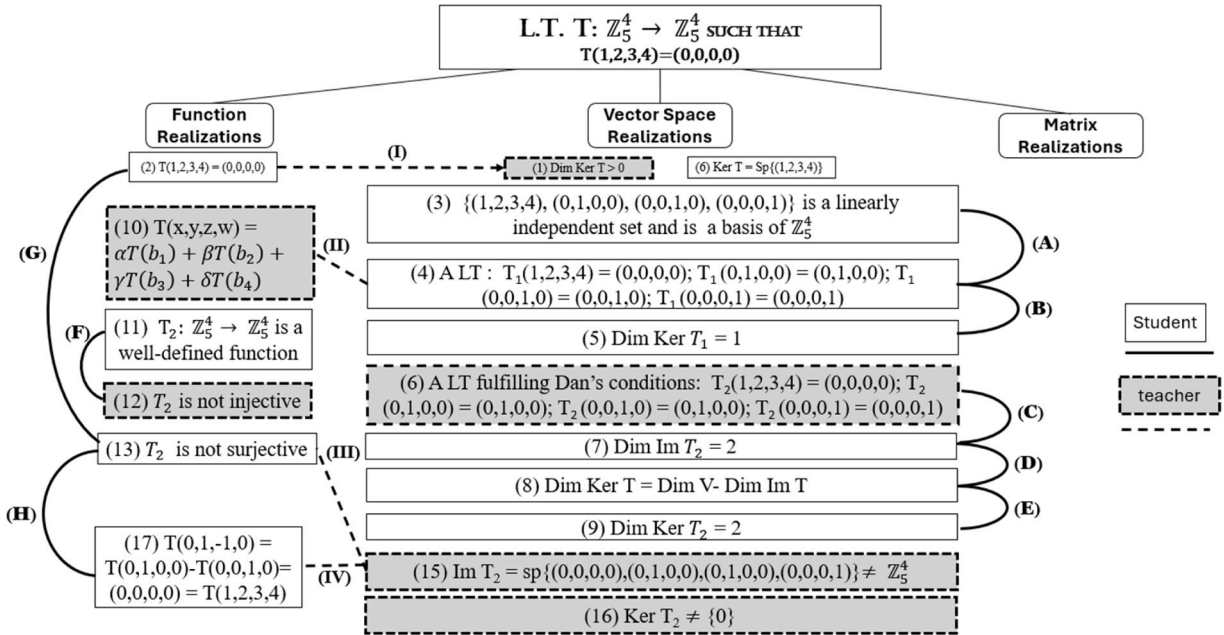 L.T. T: ℤ₅⁴ → ℤ₅⁴ SUCH THAT
T(1,2,3,4)=(0,0,0,0)
Function
Realizations
Vector Space
Realizations
Matrix
Realizations
(2) T(1,2,3,4) = (0,0,0,0)
(I)
(1) Dim Ker T > 0
(6) Ker T = Sp{(1,2,3,4)}
(3) {(1,2,3,4), (0,1,0,0), (0,0,1,0), (0,0,0,1)} is a linearly
independent set and is a basis of ℤ₅⁴
(A)
(G)
(10) T(x,y,z,w) =
αT(b₁) + βT(b₂) +
γT(b₃) + δT(b₄)
(II)
(4) A LT : T₁(1,2,3,4) = (0,0,0,0); T₁(0,1,0,0) = (0,1,0,0); T₁
(0,0,1,0) = (0,0,1,0); T₁(0,0,0,1) = (0,0,0,1)
(B)
(F)
(11) T₂: ℤ₅⁴ → ℤ₅⁴ is a
well-defined function
(5) Dim Ker T₁ = 1
Student
(12) T₂ is not injective
(6) A LT fulfilling Dan's conditions: T₂(1,2,3,4) = (0,0,0,0); T₂
(0,1,0,0) = (0,1,0,0); T₂(0,0,1,0) = (0,1,0,0); T₂(0,0,0,1) = (0,0,0,1)
(C)
teacher
(13) T₂ is not surjective
(III)
(7) Dim Im T₂ = 2
(D)
(8) Dim Ker T = Dim V- Dim Im T
(E)
(H)
(9) Dim Ker T₂ = 2
(17) T(0,1,-1,0) =
T(0,1,0,0)-T(0,0,1,0)=
(0,0,0,0) = T(1,2,3,4)
(IV)
(15) Im T₂ = sp{(0,0,0,0),(0,1,0,0),(0,1,0,0),(0,0,0,1)}≠ ℤ₅⁴
(16) Ker T₂ ≠ {0}